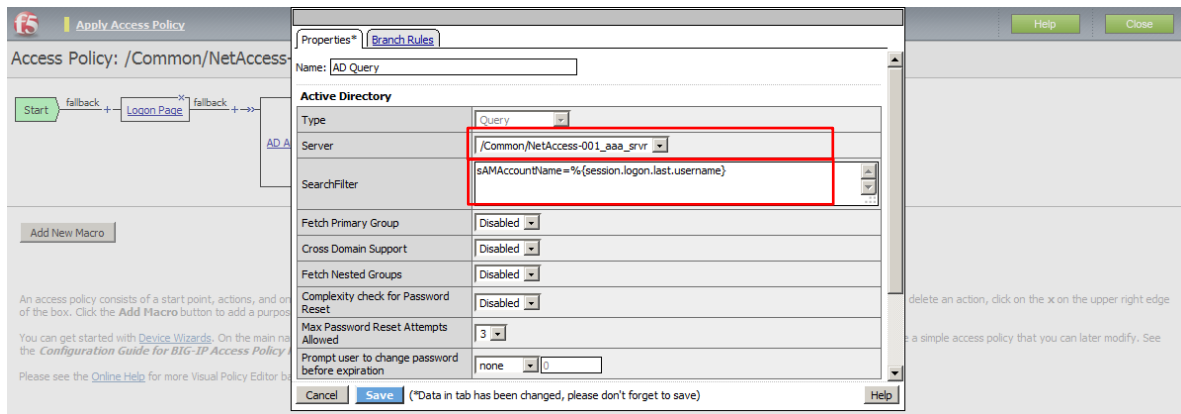 f5
Apply Access Policy
Help
Close
Access Policy: /Common/NetAccess-
Start
fallback
+
Logon Page
x
fallback
+
AD A
Add New Macro
An access policy consists of a start point, actions, and on
of the box. Click the Add Macro button to add a purpos
You can get started with Device Wizards. On the main na
the Configuration Guide for BIG-IP Access Policy
Please see the Online Help for more Visual Policy Editor ba
delete an action, click on the x on the upper right edge
e a simple access policy that you can later modify. See
Properties*
Branch Rules
Name: AD Query
Active Directory
Type Query
Server /Common/NetAccess-001_aaa_srvr
SearchFilter sAMAccountName=%{session.logon.last.username}
Fetch Primary Group Disabled
Cross Domain Support Disabled
Fetch Nested Groups Disabled
Complexity check for Password
Reset Disabled
Max Password Reset Attempts
Allowed 3
Prompt user to change password
before expiration none 0
Cancel Save (*Data in tab has been changed, please don't forget to save) Help